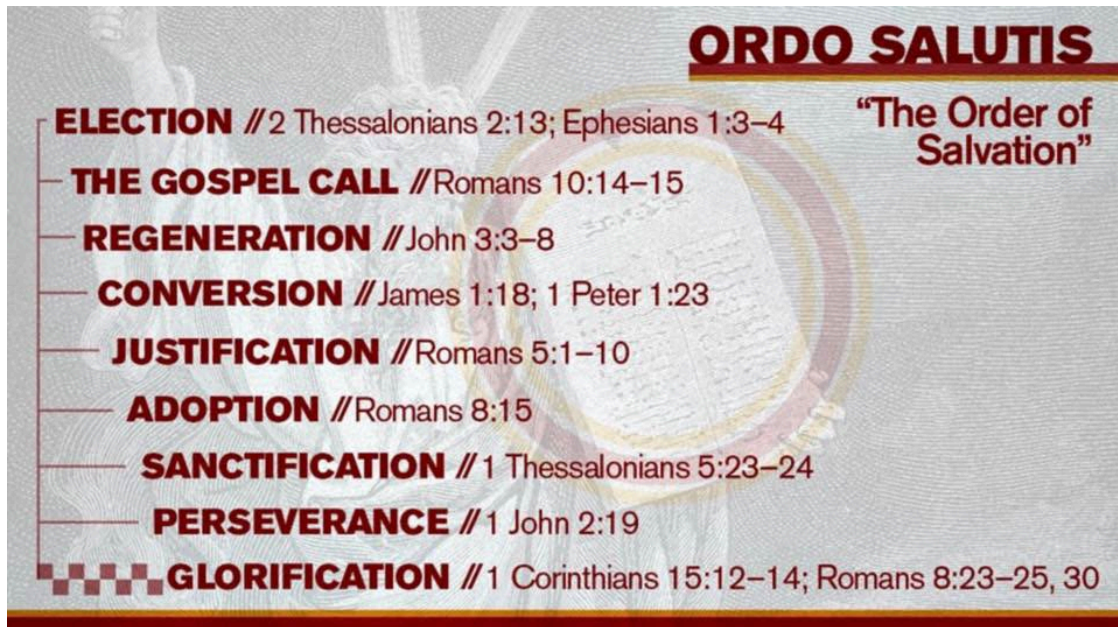 ORDO SALUTIS
“The Order of
Salvation”
ELECTION // 2 Thessalonians 2:13; Ephesians 1:3–4
THE GOSPEL CALL // Romans 10:14–15
REGENERATION // John 3:3–8
CONVERSION // James 1:18; 1 Peter 1:23
JUSTIFICATION // Romans 5:1–10
ADOPTION // Romans 8:15
SANCTIFICATION // 1 Thessalonians 5:23–24
PERSEVERANCE // 1 John 2:19
GLORIFICATION // 1 Corinthians 15:12–14; Romans 8:23–25, 30